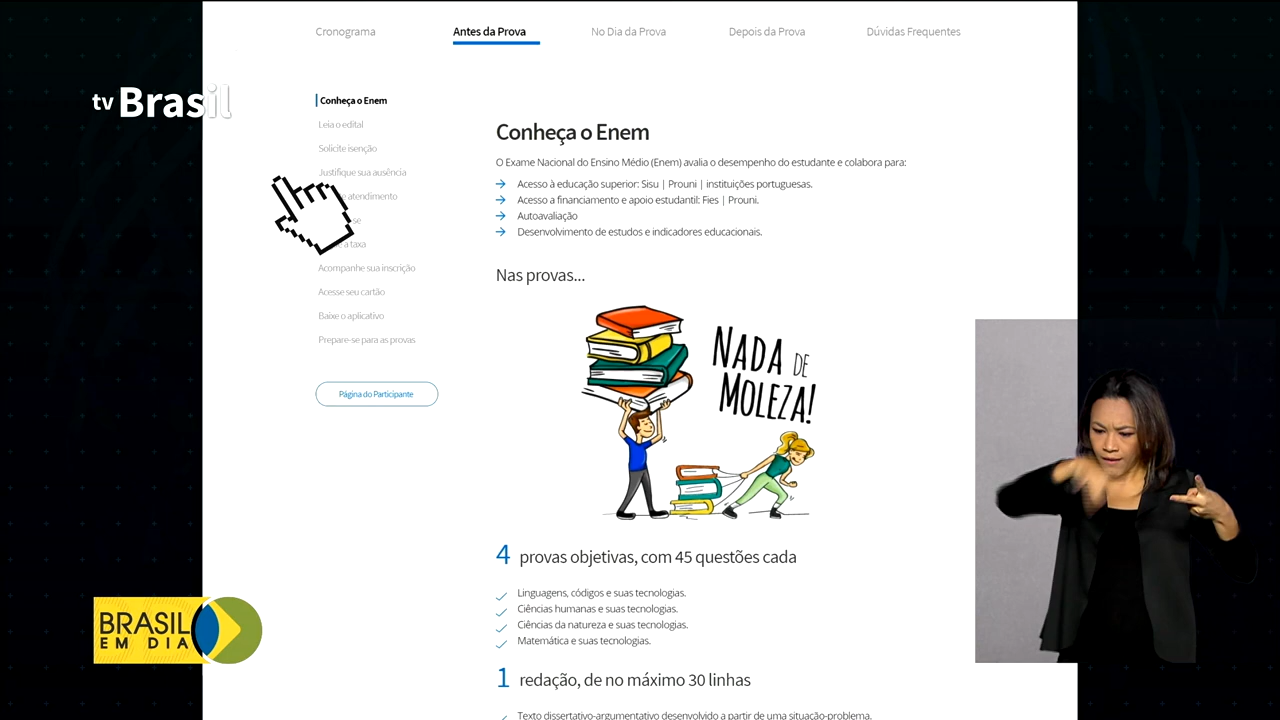 Cronograma
Antes da Prova
No Dia da Prova
Depois da Prova
Dúvidas Frequentes
tv Brasil
Conheça o Enem
Leia o edital
Solicite isenção
Justifique sua ausência
atendimento
a taxa
Acompanhe sua inscrição
Acesse seu cartão
Baixe o aplicativo
Prepare-se para as provas
Página do Participante
Conheça o Enem
O Exame Nacional do Ensino Médio (Enem) avalia o desempenho do estudante e colabora para:
Acesso à educação superior: Sisu | Prouni | instituições portuguesas.
Acesso a financiamento e apoio estudantil: Fies | Prouni.
Autoavaliação
Desenvolvimento de estudos e indicadores educacionais.
Nas provas...
NADA DE
MOLEZA!
4 provas objetivas, com 45 questões cada
Linguagens, códigos e suas tecnologias.
Ciências humanas e suas tecnologias.
Ciências da natureza e suas tecnologias.
Matemática e suas tecnologias.
1 redação, de no máximo 30 linhas
Texto dissertativo-argumentativo desenvolvido a partir de uma situação-problema.
BRASIL
EM DIA